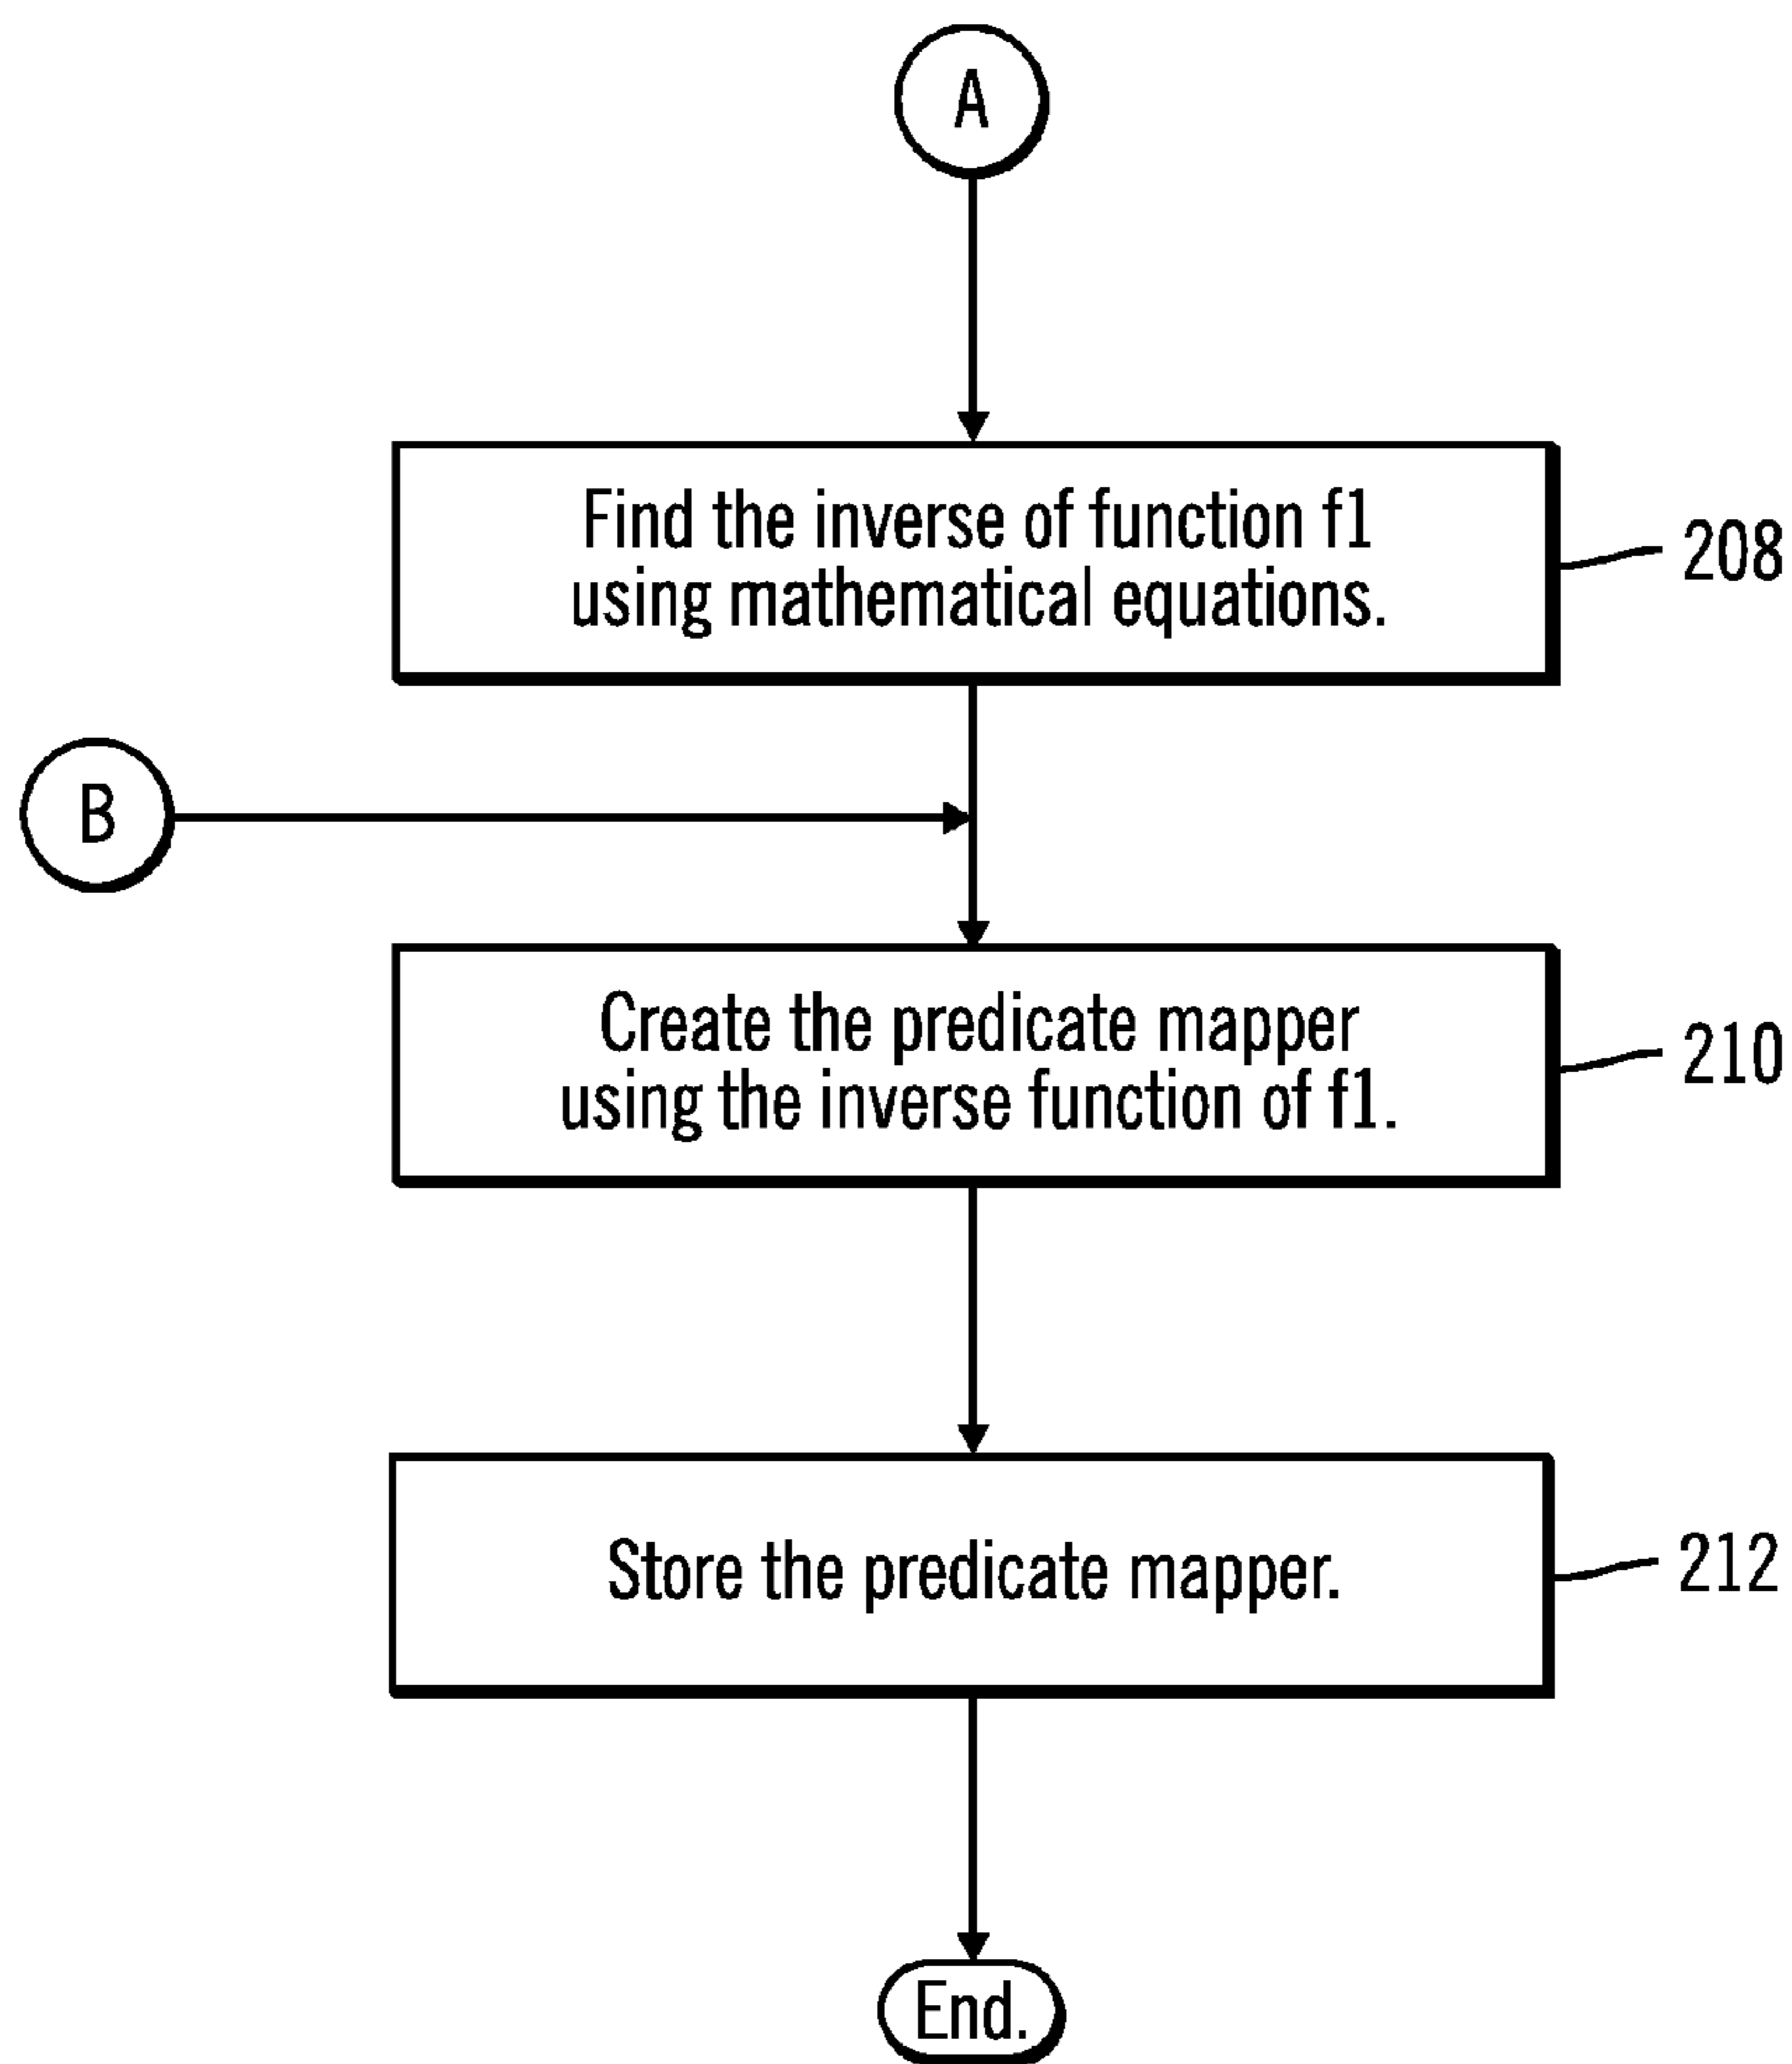 A
Find the inverse of function f1
using mathematical equations.
208
B
Create the predicate mapper
using the inverse function of f1.
210
Store the predicate mapper.
212
End.